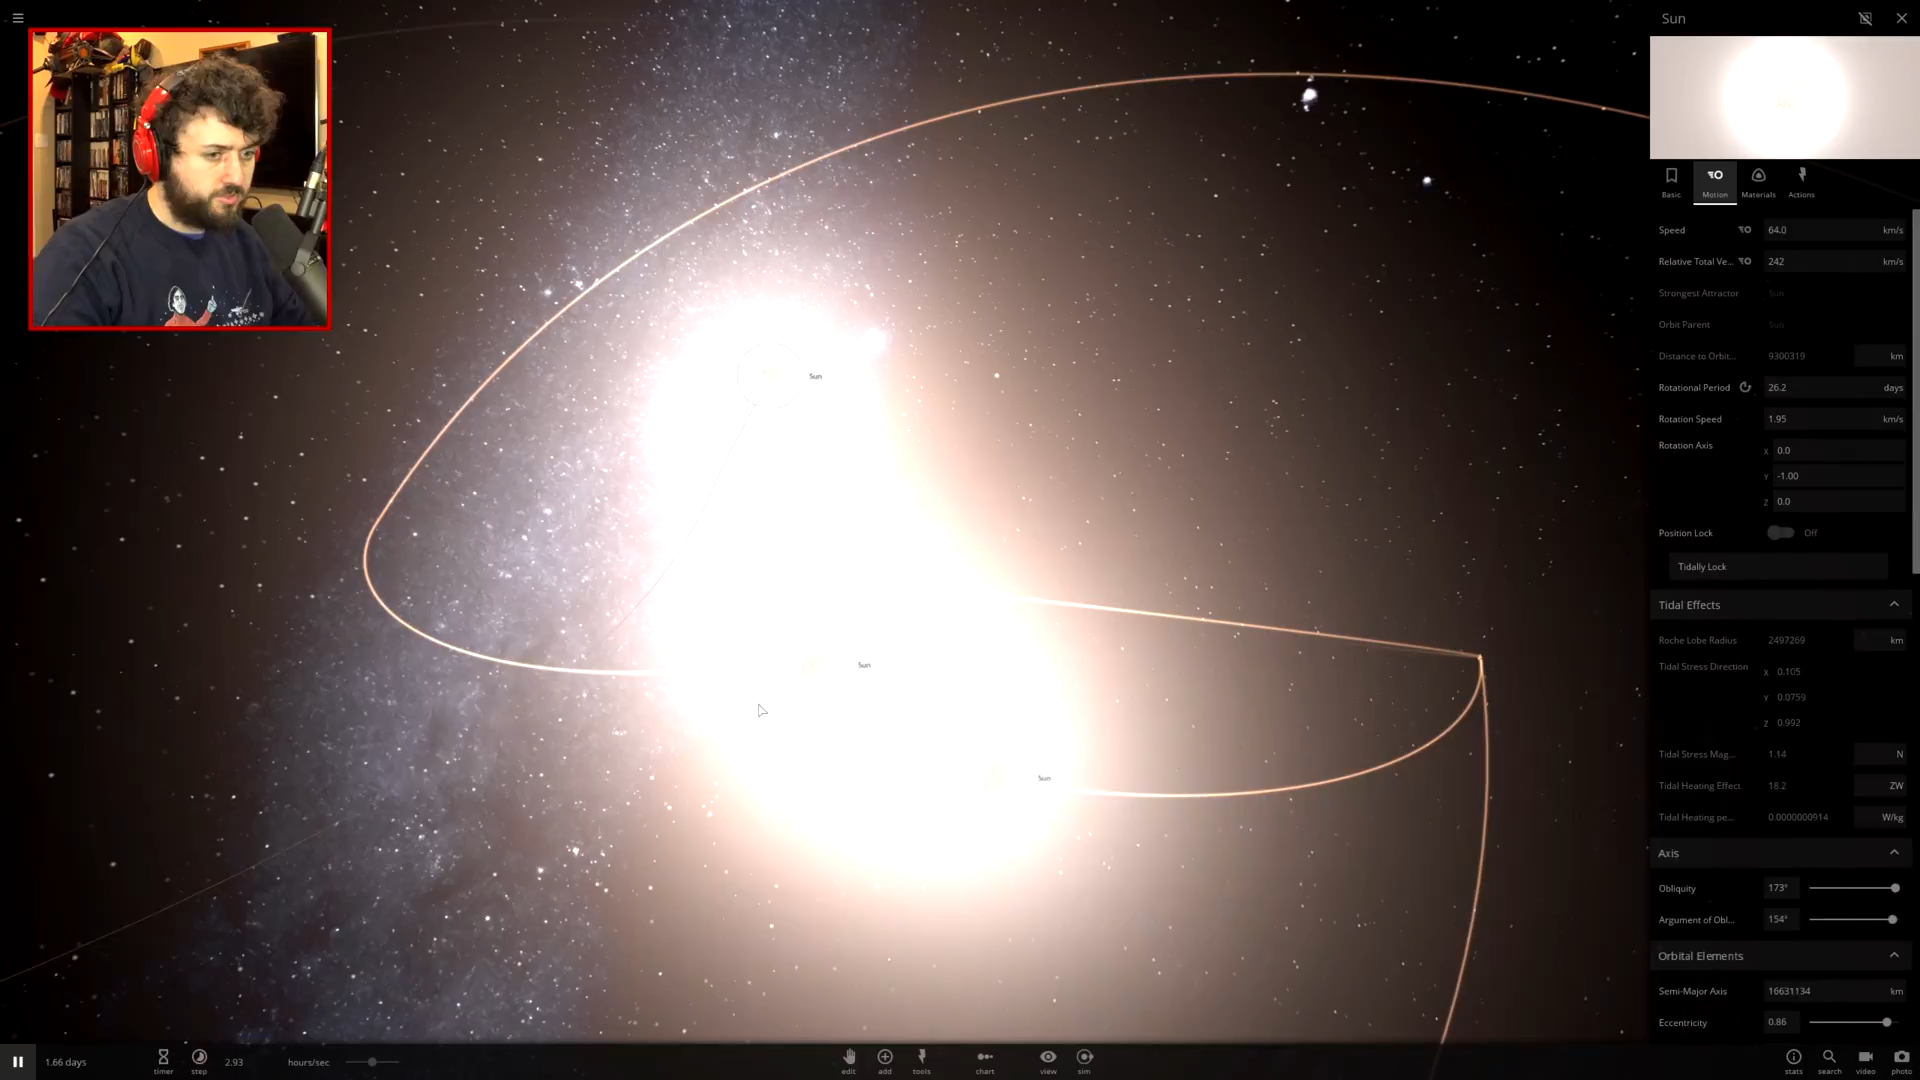 Sun
Basic
Motion
Materials
Actions
Speed 64.0 km/s
Relative Total Ve... 242 km/s
Strongest Attractor Sun
Orbit Parent Sun
Distance to Orbit... 9300319 km
Rotational Period 26.2 days
Rotation Speed 1.95 km/s
Rotation Axis X 0.0
Y -1.00
Z 0.0
Position Lock Off
Tidally Lock
Tidal Effects
Roche Lobe Radius 2497269 km
Tidal Stress Direction X 0.105
Y 0.0759
Z 0.992
Tidal Stress Mag... 1.14 N
Tidal Heating Effect 18.2 ZW
Tidal Heating pe... 0.0000000914 W/kg
Axis
Obliquity 173°
Argument of Obl... 154°
Orbital Elements
Semi-Major Axis 16631134 km
Eccentricity 0.86
Sun
Sun
Sun
1.66 days
timer
step
2.93
hours/sec
edit
add
tools
chart
view
sim
stats
search
video
photo